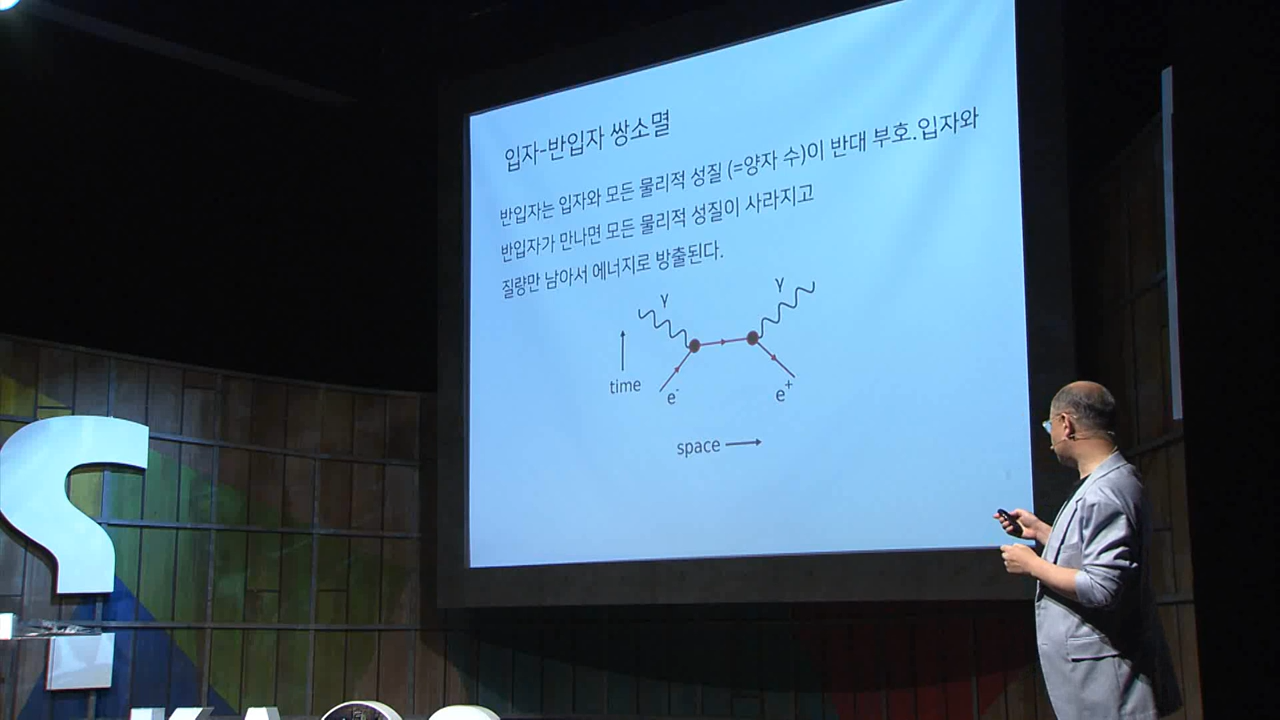 입자-반입자 쌍소멸
반입자는 입자와 모든 물리적 성질 (=양자 수)이 반대 부호.입자와
반입자가 만나면 모든 물리적 성질이 사라지고
질량만 남아서 에너지로 방출된다.
γ γ
time
e- e+
space
?
KAOS